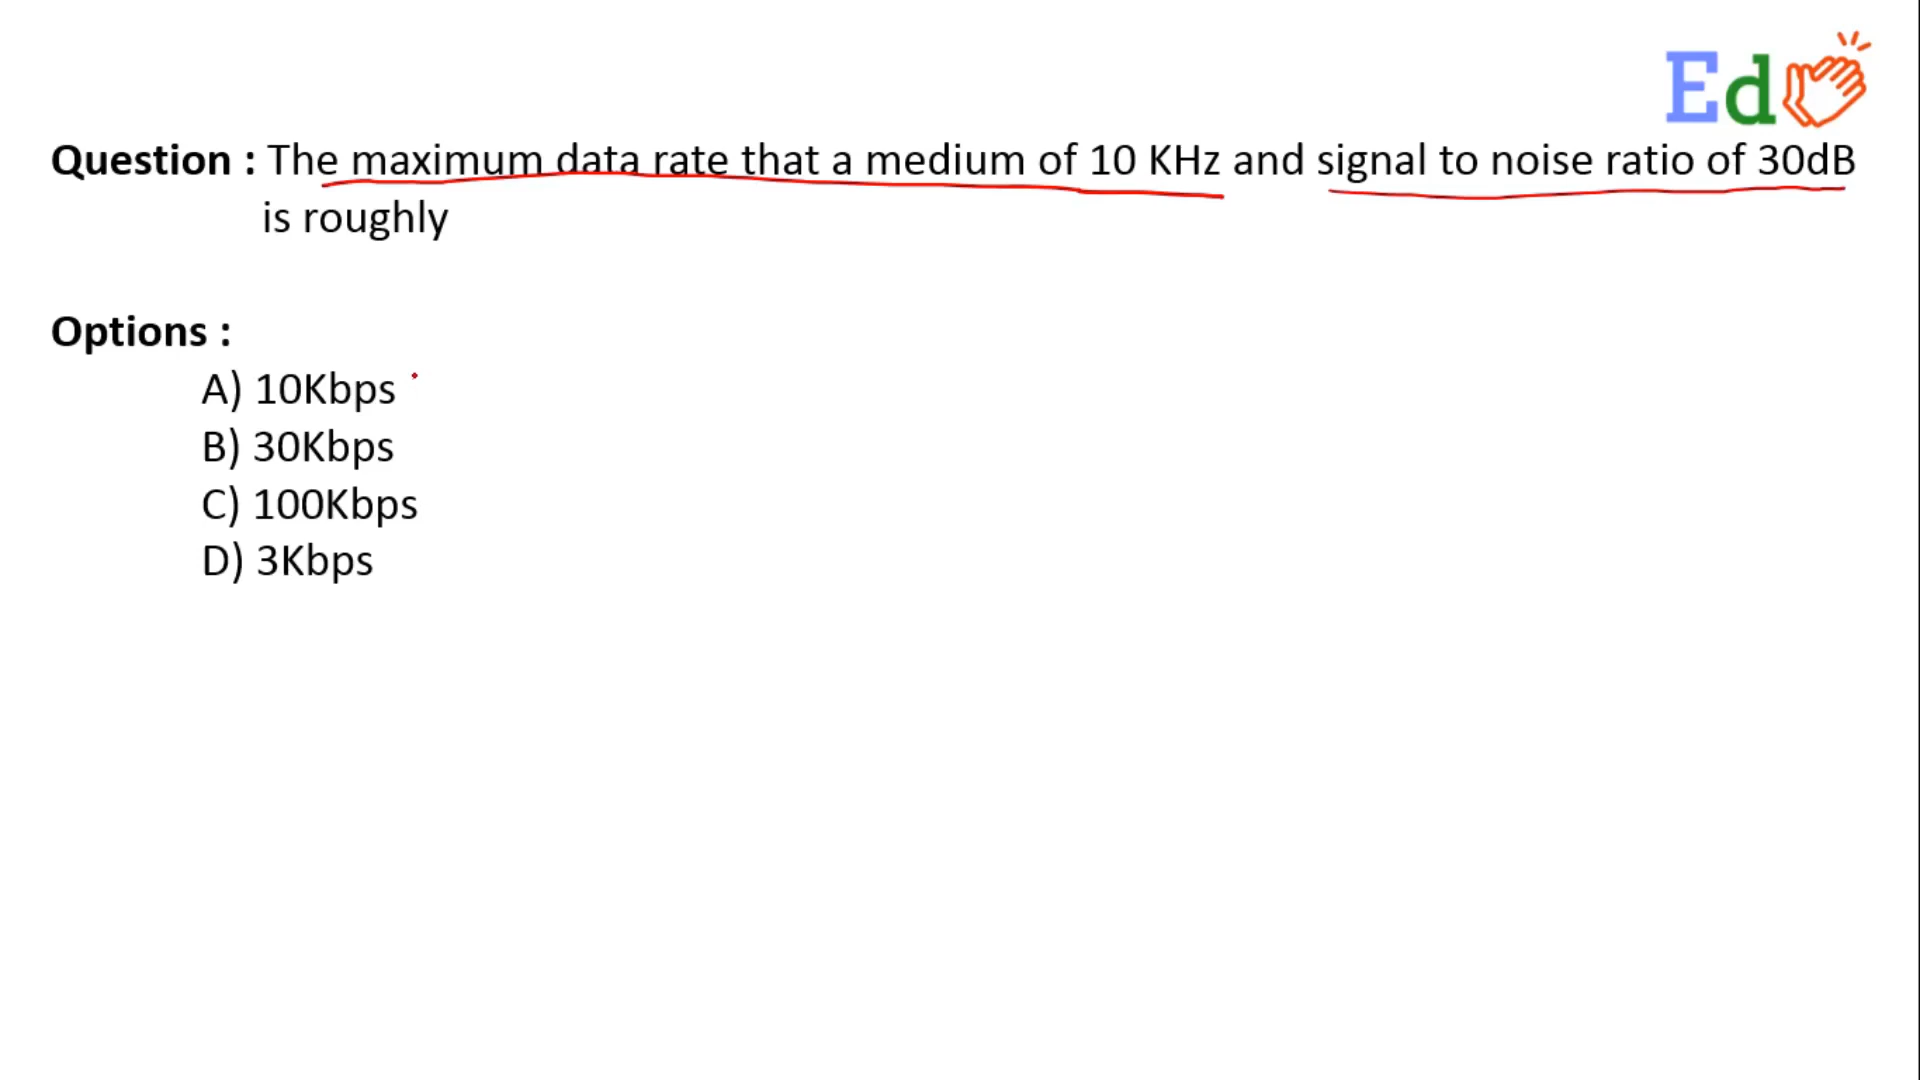 Ed
Question : The maximum data rate that a medium of 10 KHz and signal to noise ratio of 30dB
is roughly
Options :
A) 10Kbps
B) 30Kbps
C) 100Kbps
D) 3Kbps